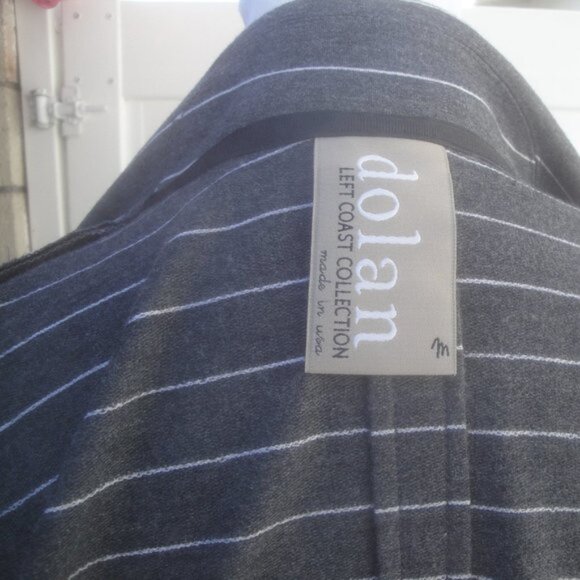 dolan
LEFT COAST COLLECTION
made in usa
m